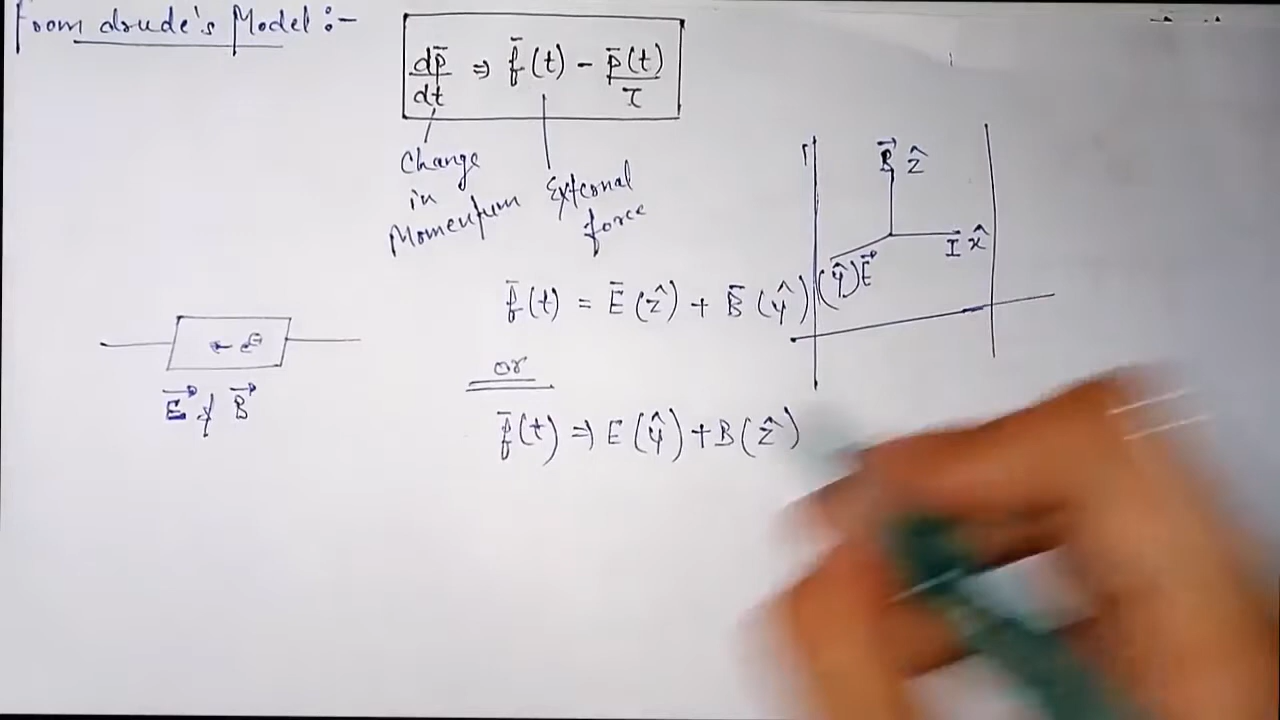 From drude's Model :-
dp̄/dt ⇒ f̄(t) - p̄(t)/τ
Change
in
Momentum
External
force
B⃗ ẑ
I x̂
(ŷ)E⃗
f̄(t) = Ē(ẑ) + B̄(ŷ)
or
f̄(t) ⇒ E(ŷ) + B(ẑ)
⊖
E⃗ ⊥ B⃗